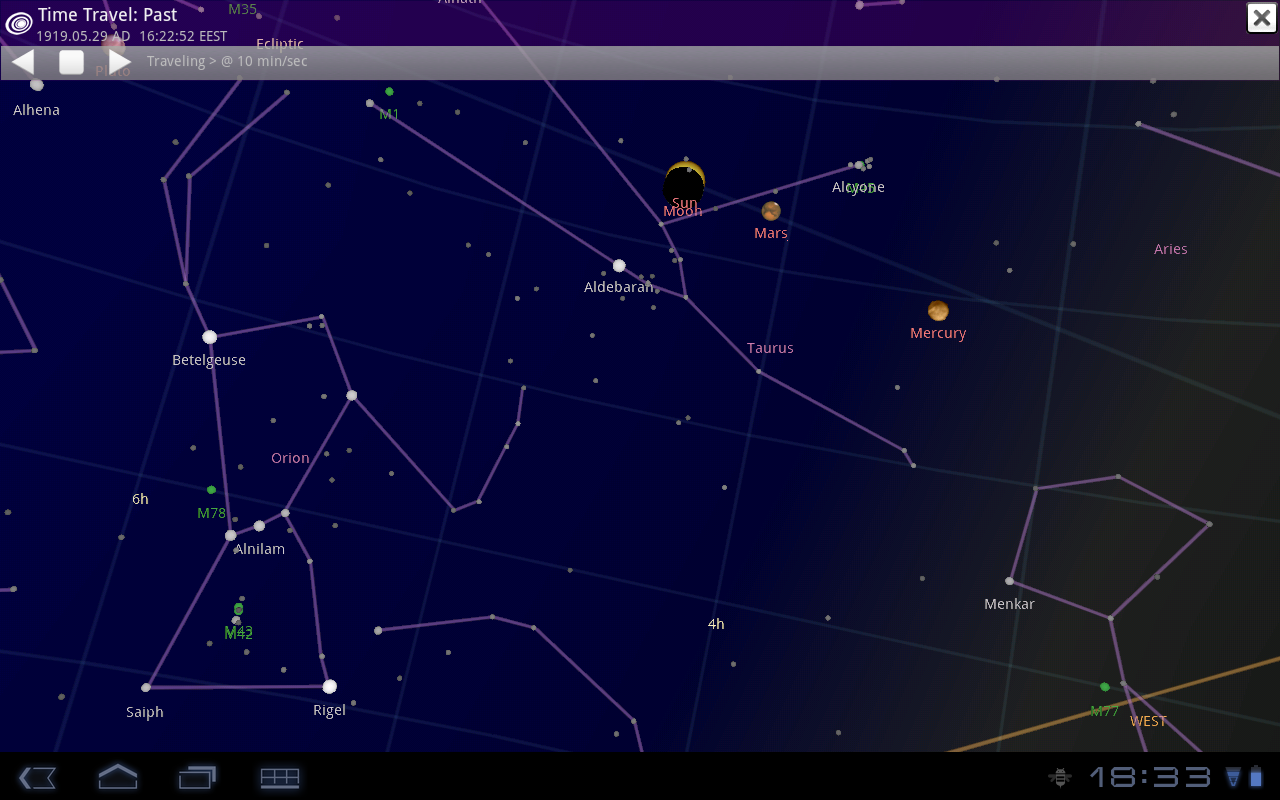 Alnath
Time Travel: Past
M35
1919.05.29 AD 16:22:52 EEST
Ecliptic
Traveling > @ 10 min/sec
Pluto
Alhena
M1
Alcyone
M45
Sun
Moon
Mars
Aries
Aldebaran
Mercury
Taurus
Betelgeuse
Orion
6h
M78
Alnilam
Menkar
4h
M43
M42
Saiph
Rigel
M77
WEST
18:33